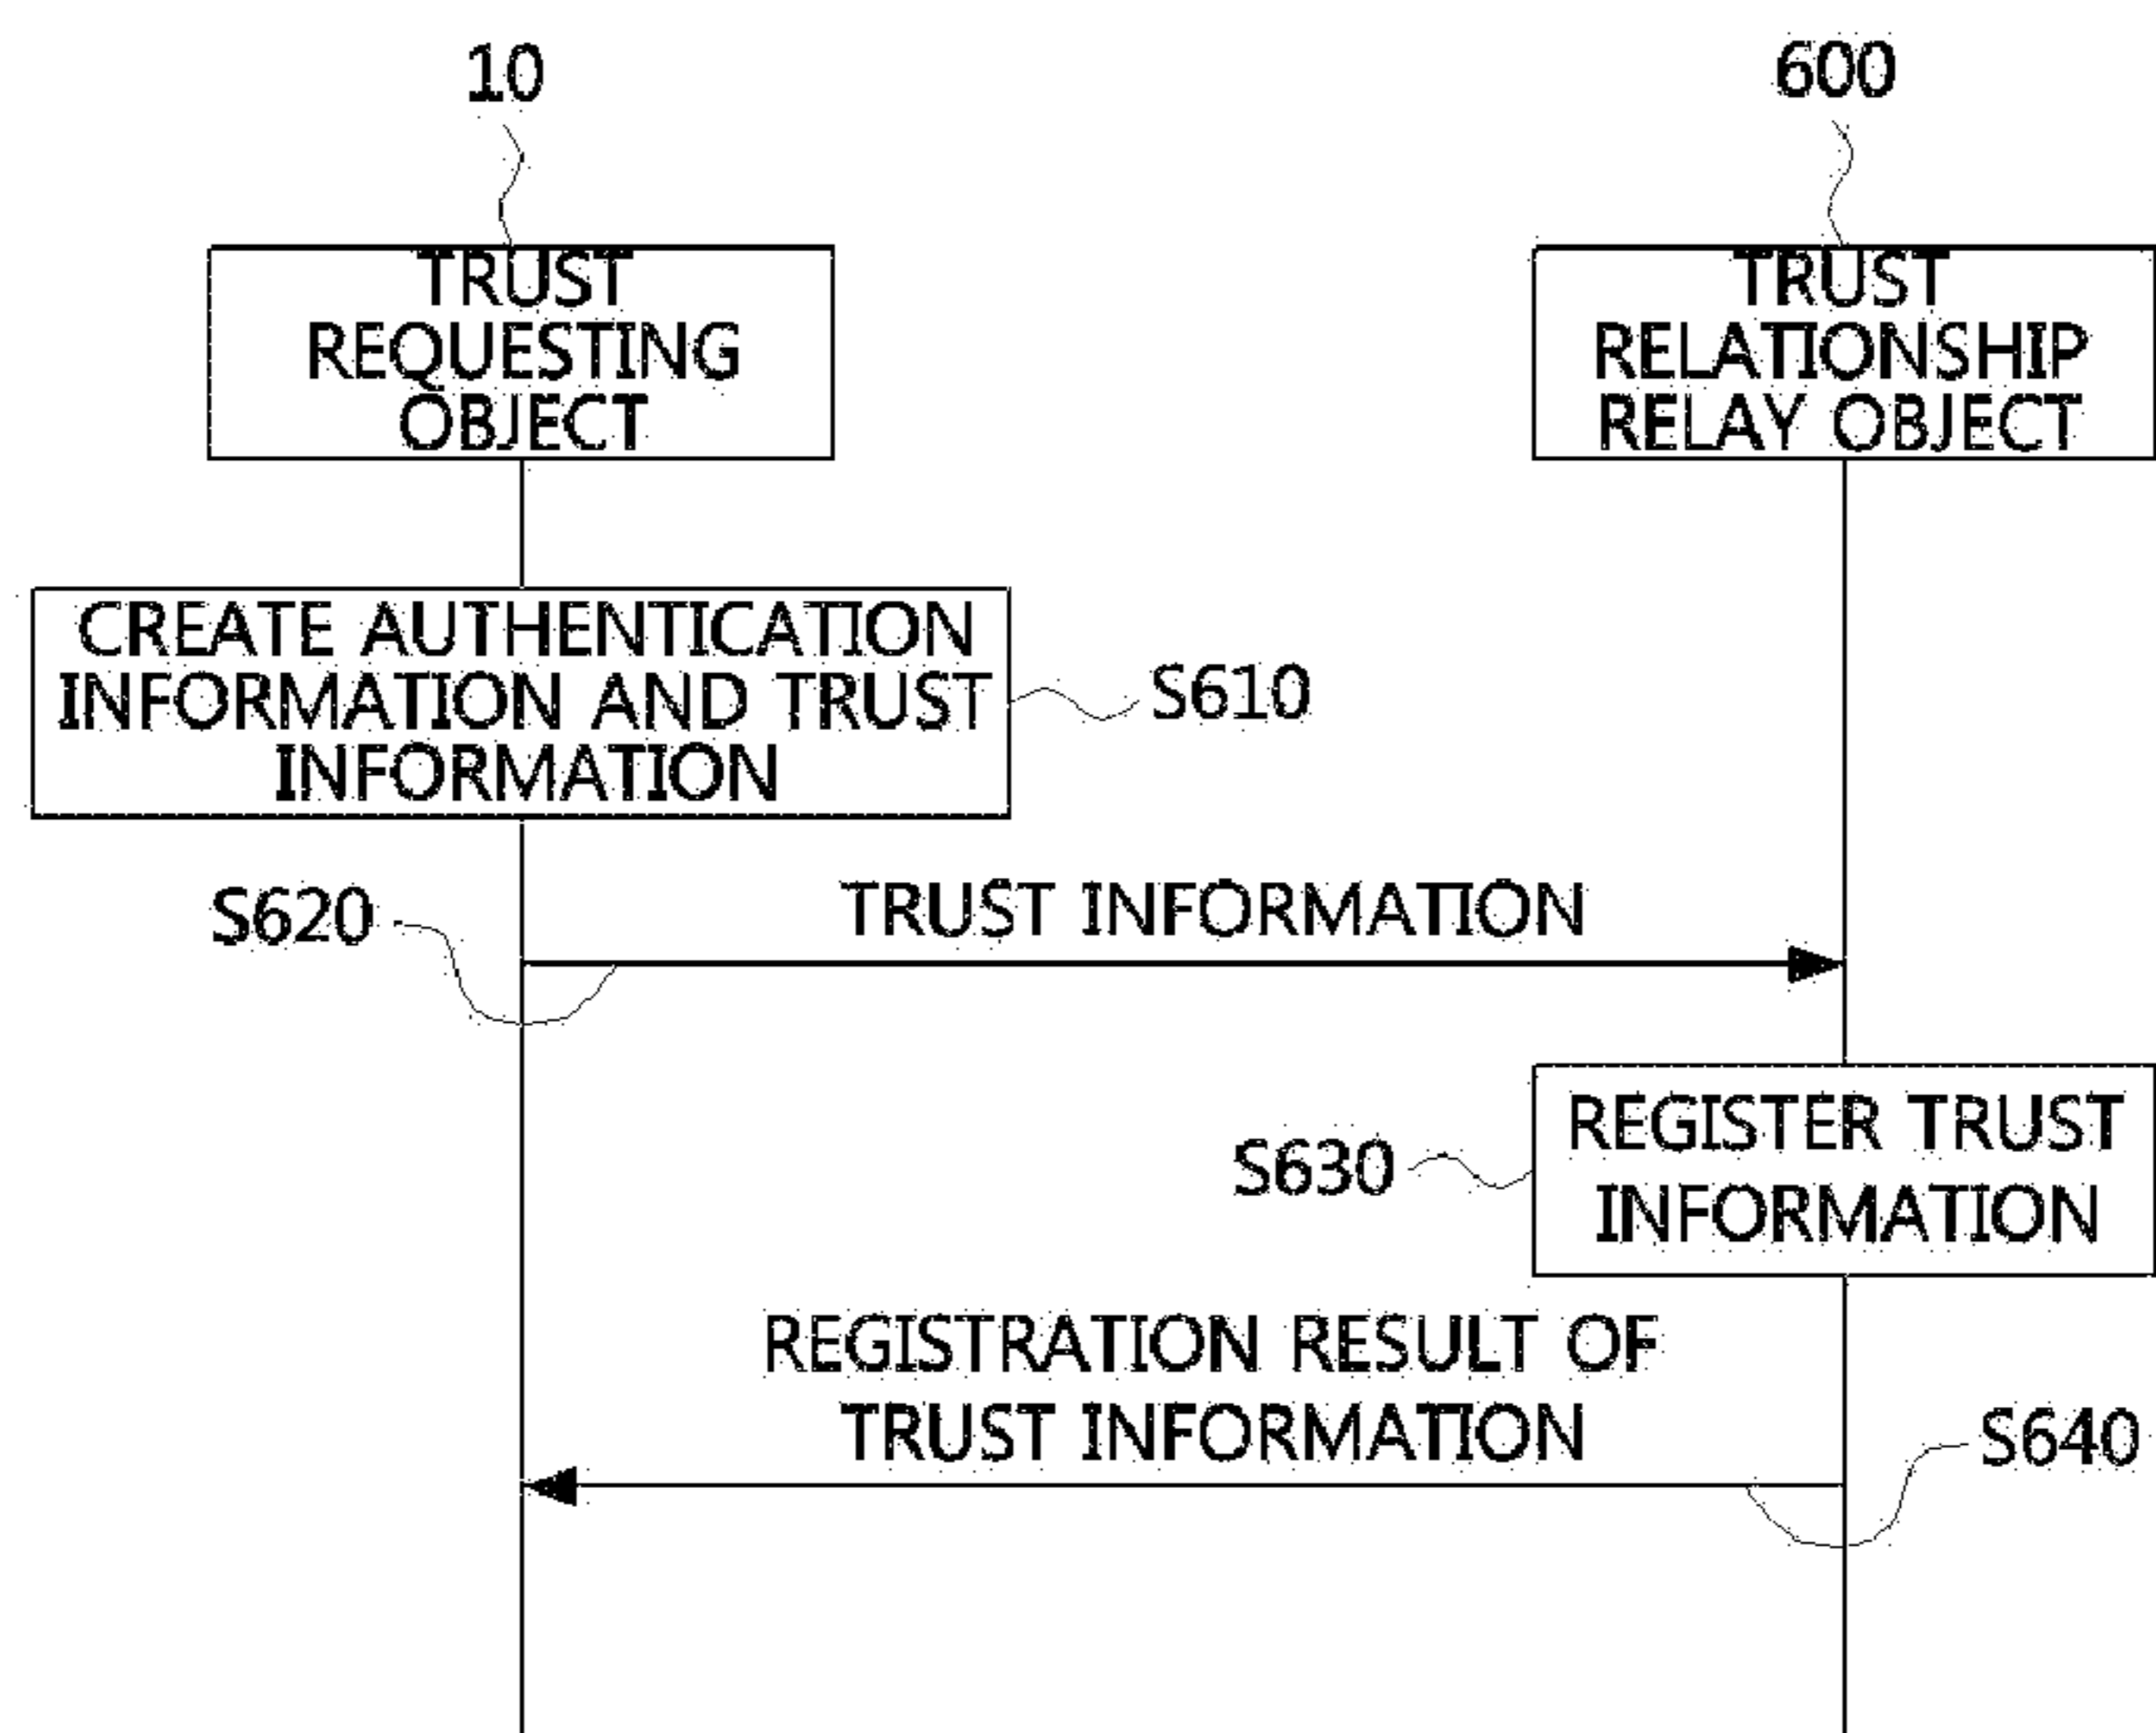 10
600
TRUST
REQUESTING
OBJECT
TRUST
RELATIONSHIP
RELAY OBJECT
CREATE AUTHENTICATION
INFORMATION AND TRUST
INFORMATION
S610
S620
TRUST INFORMATION
REGISTER TRUST
INFORMATION
S630
REGISTRATION RESULT OF
TRUST INFORMATION
S640